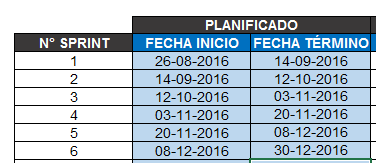 PLANIFICADO
N° SPRINT FECHA INICIO FECHA TÉRMINO
1 26-08-2016 14-09-2016
2 14-09-2016 12-10-2016
3 12-10-2016 03-11-2016
4 03-11-2016 20-11-2016
5 20-11-2016 08-12-2016
6 08-12-2016 30-12-2016